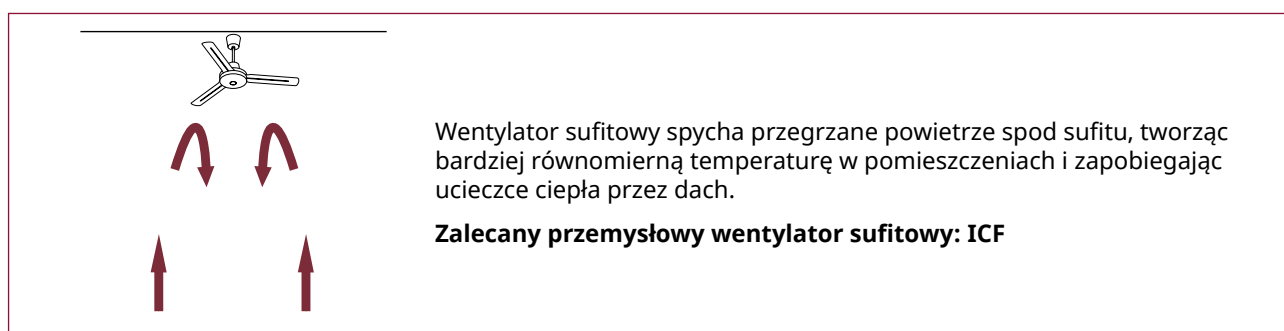 Wentylator sufitowy spycha przegrzane powietrze spod sufitu, tworząc
bardziej równomierną temperaturę w pomieszczeniach i zapobiegając
ucieczce ciepła przez dach.
Zalecany przemysłowy wentylator sufitowy: ICF